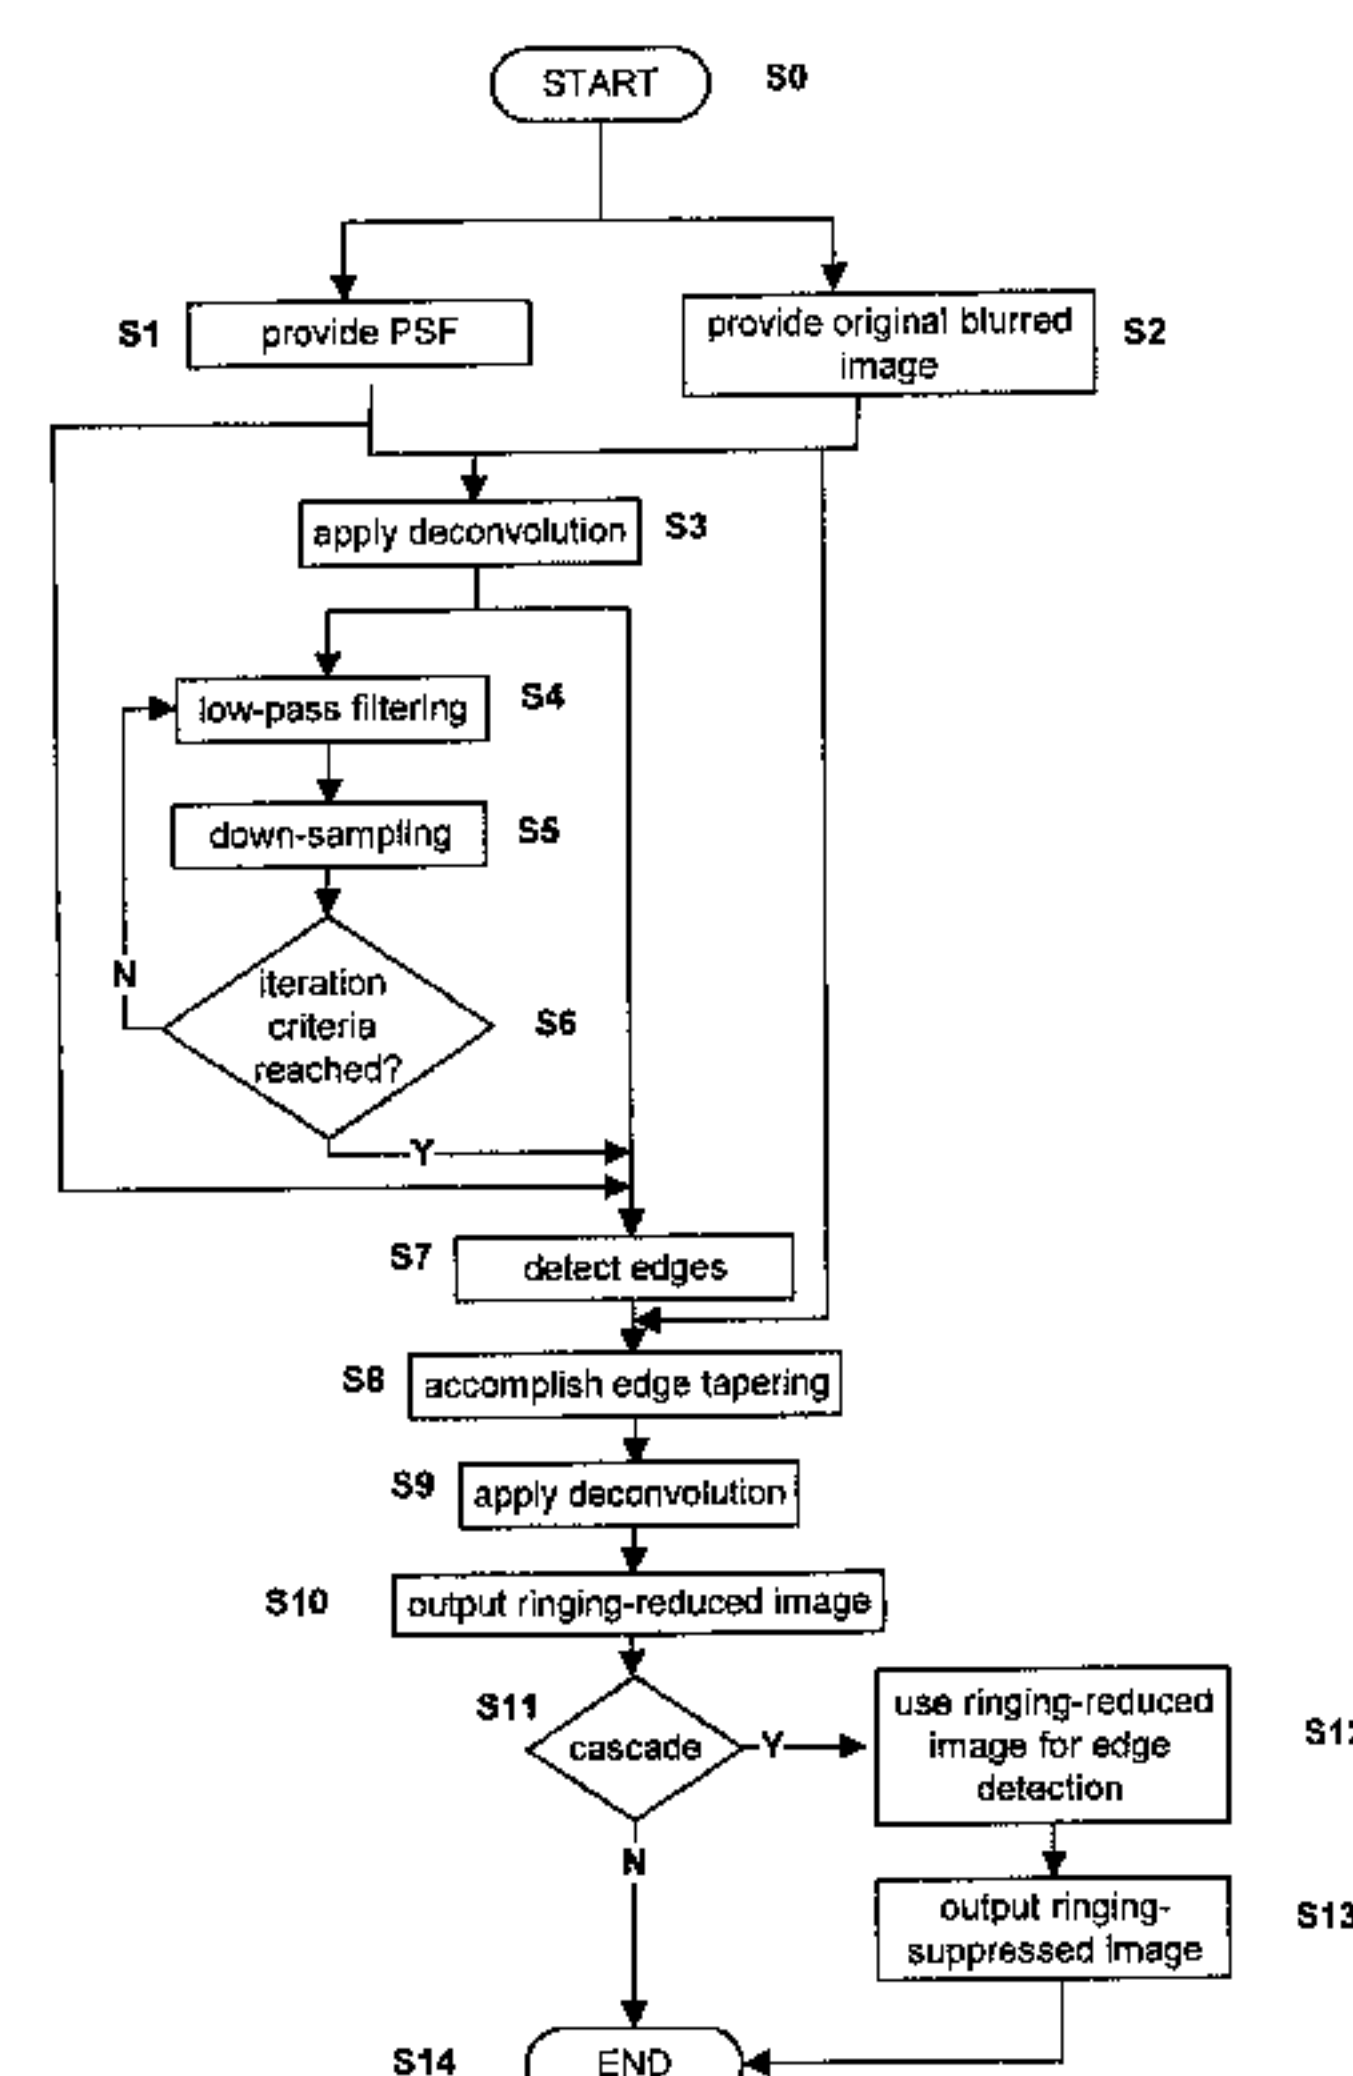 START
S0
S1
provide PSF
provide original blurred
image
S2
apply deconvolution
S3
low-pass filtering
S4
down-sampling
S5
N
iteration
criteria
reached?
S6
Y
S7
detect edges
S8
accomplish edge tapering
S9
apply deconvolution
S10
output ringing-reduced image
S11
cascade
Y
use ringing-reduced
image for edge
detection
S12
N
output ringing-
suppressed image
S13
S14
END